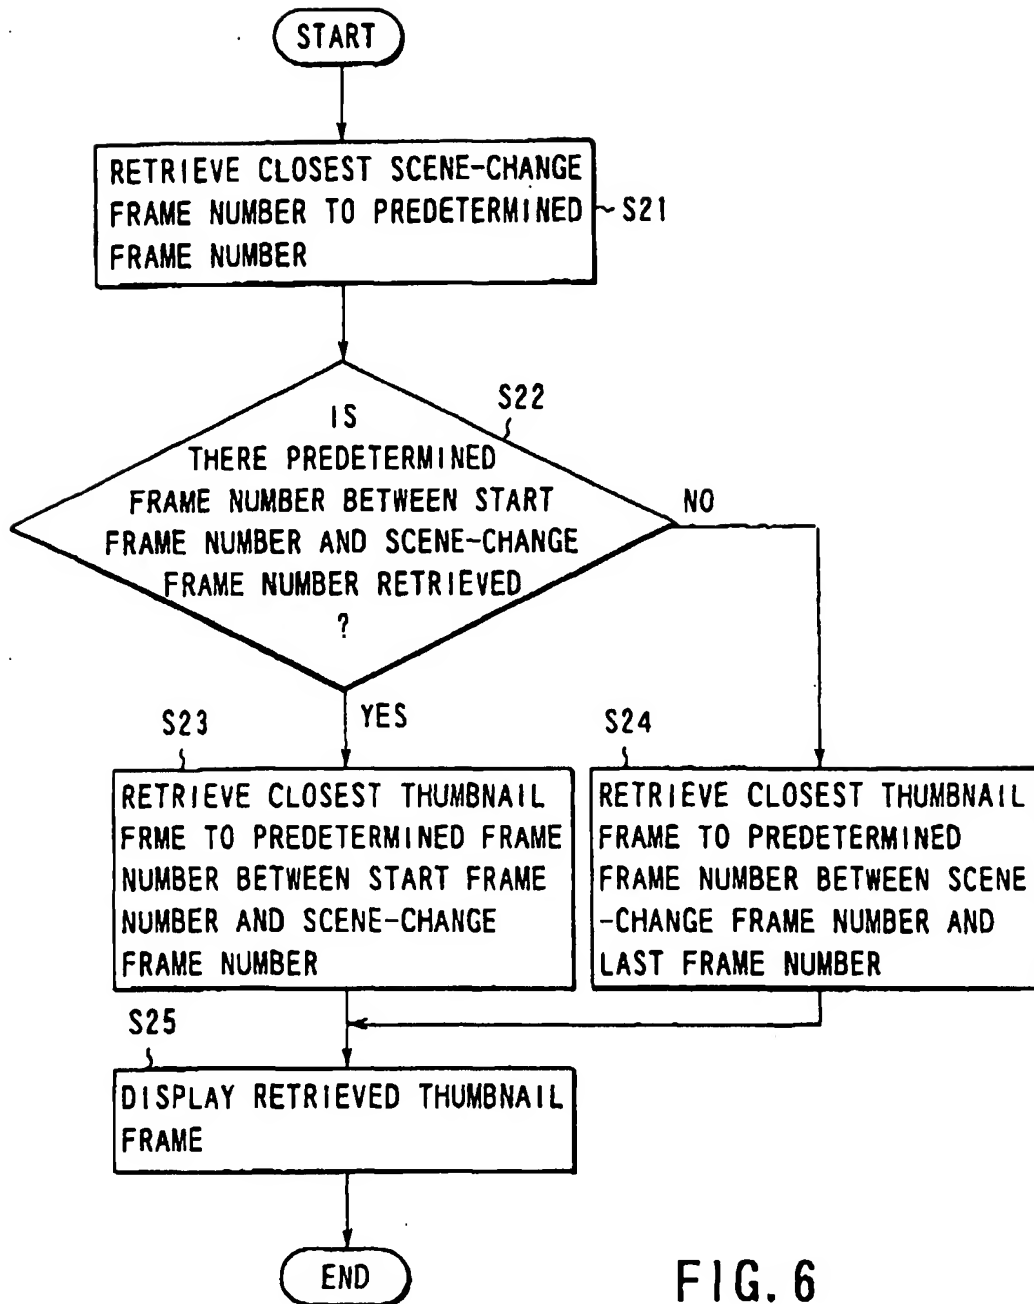 START
RETRIEVE CLOSEST SCENE-CHANGE
FRAME NUMBER TO PREDETERMINED
FRAME NUMBER
S21
S22
IS
THERE PREDETERMINED
FRAME NUMBER BETWEEN START
FRAME NUMBER AND SCENE-CHANGE
FRAME NUMBER RETRIEVED
?
NO
YES
S23
RETRIEVE CLOSEST THUMBNAIL
FRME TO PREDETERMINED FRAME
NUMBER BETWEEN START FRAME
NUMBER AND SCENE-CHANGE
FRAME NUMBER
S24
RETRIEVE CLOSEST THUMBNAIL
FRAME TO PREDETERMINED
FRAME NUMBER BETWEEN SCENE
-CHANGE FRAME NUMBER AND
LAST FRAME NUMBER
S25
DISPLAY RETRIEVED THUMBNAIL
FRAME
END
FIG. 6